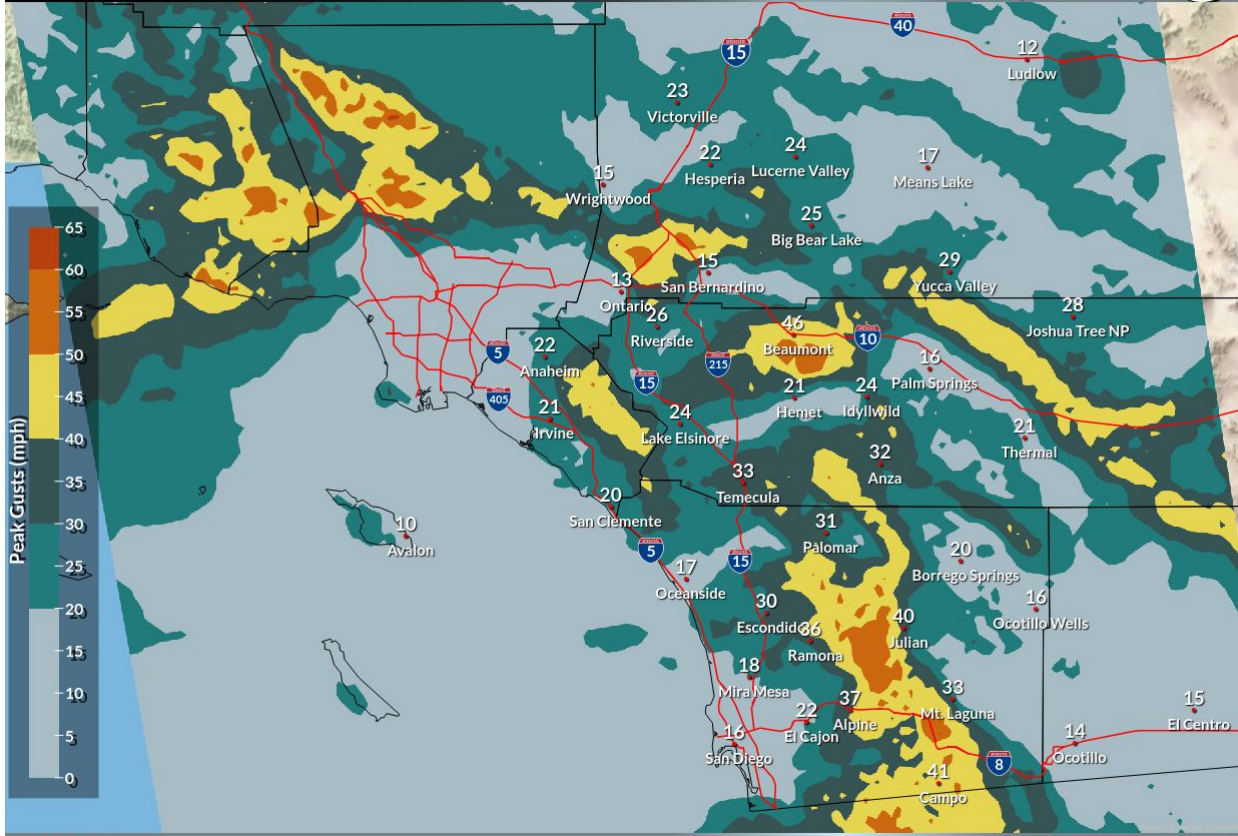 40
15
12
Ludlow
23
Victorville
22
Hesperia
24
Lucerne Valley
17
Means Lake
15
Wrightwood
25
Big Bear Lake
65
60
55
50
45
40
35
30
25
20
15
10
5
0
Peak Gusts (mph)
15
San Bernardino
13
Ontario
29
Yucca Valley
28
Joshua Tree NP
26
Riverside
46
Beaumont
10
5
22
Anaheim
215
16
Palm Springs
15
405
21
Hemet
24
Idyllwild
21
Irvine
24
Lake Elsinore
21
Thermal
32
Anza
33
Temecula
20
San Clemente
10
Avalon
31
Palomar
5
15
20
Borrego Springs
17
Oceanside
16
Ocotillo Wells
30
Escondido
36
Ramona
40
Julian
18
Mira Mesa
33
Mt. Laguna
37
Alpine
22
El Cajon
15
El Centro
16
San Diego
14
Ocotillo
8
41
Campo